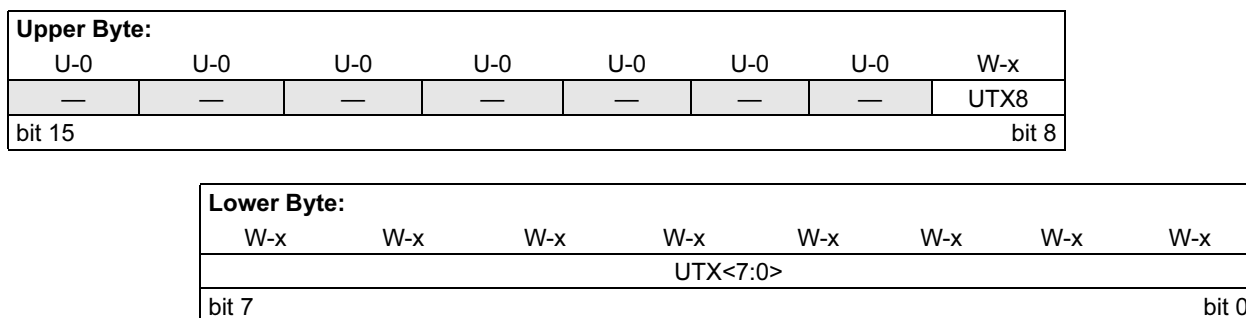 Upper Byte:
U-0 U-0 U-0 U-0 U-0 U-0 U-0 W-x
— — — — — — — UTX8
bit 15 bit 8
Lower Byte:
W-x W-x W-x W-x W-x W-x W-x W-x
UTX<7:0>
bit 7 bit 0